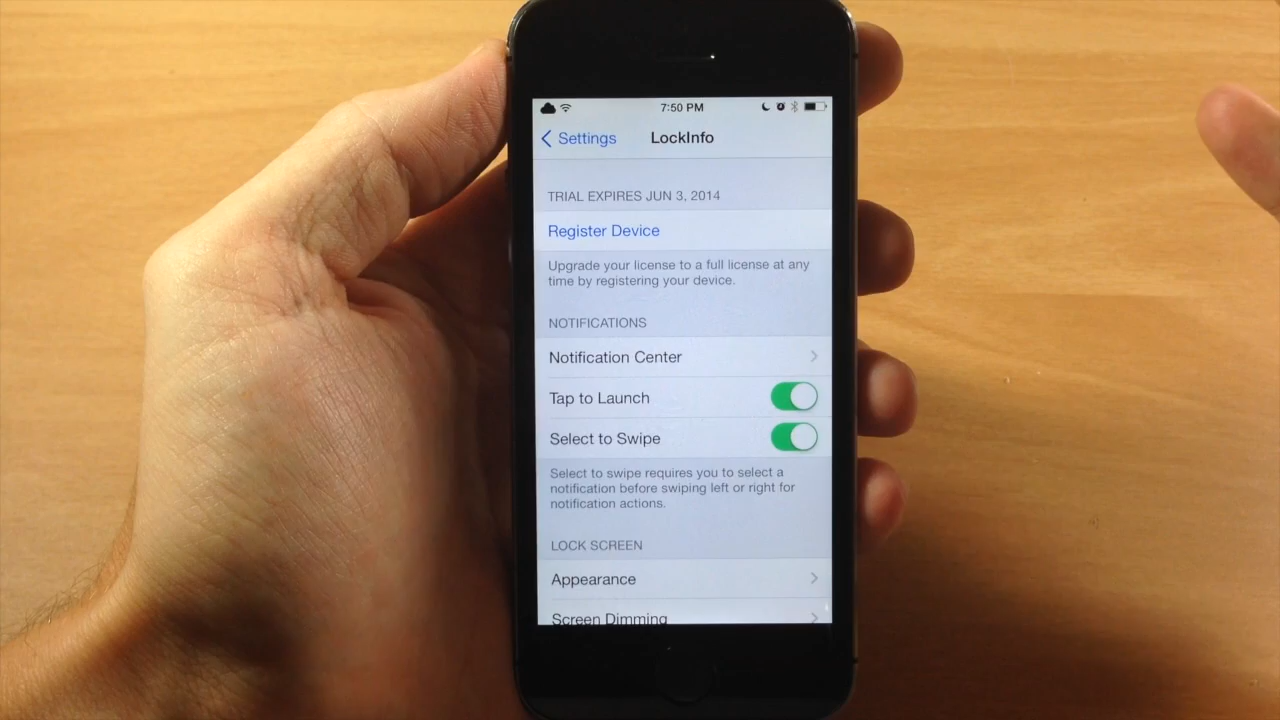 7:50 PM
Settings LockInfo
TRIAL EXPIRES JUN 3, 2014
Register Device
Upgrade your license to a full license at any
time by registering your device.
NOTIFICATIONS
Notification Center
Tap to Launch
Select to Swipe
Select to swipe requires you to select a
notification before swiping left or right for
notification actions.
LOCK SCREEN
Appearance
Screen Dimming